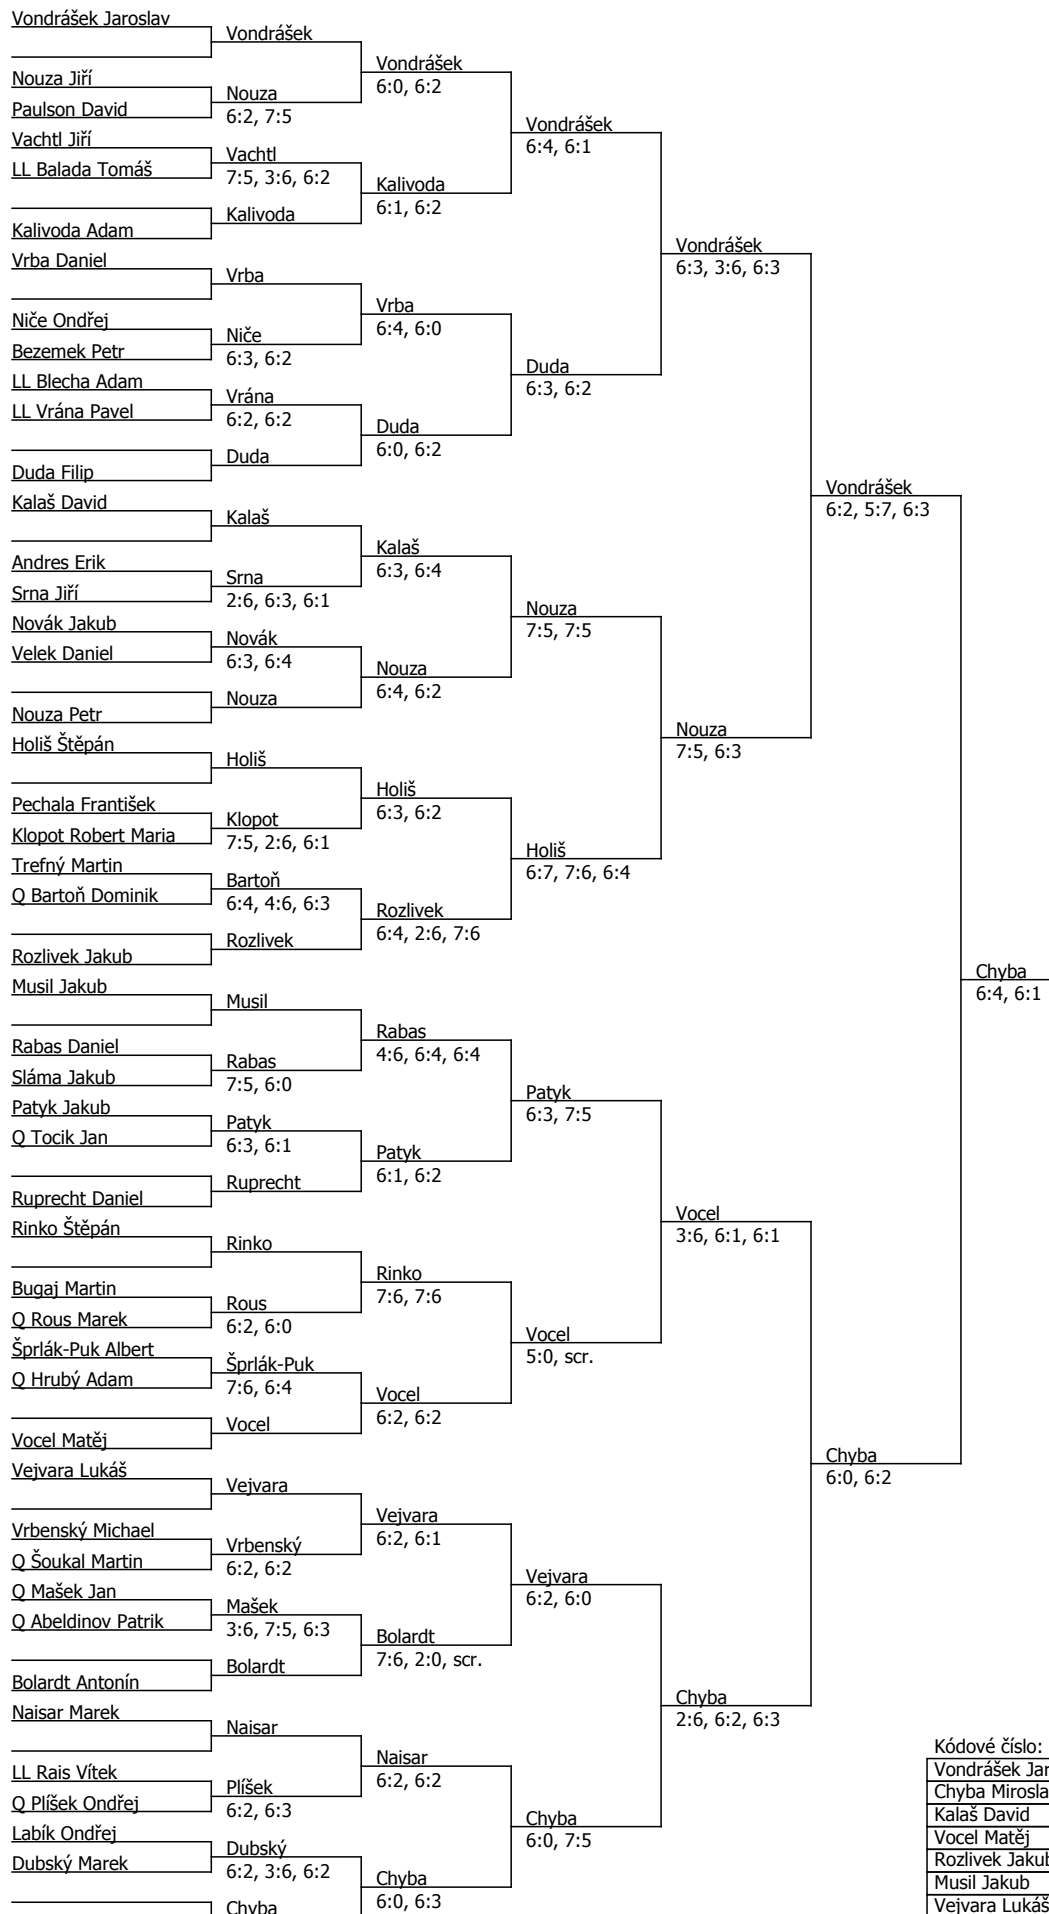 Vondrášek Jaroslav
Nouza Jiří
Paulson David
Vachtl Jiří
LL Balada Tomáš
Kalivoda Adam
Vrba Daniel
Niče Ondřej
Bezemek Petr
LL Blecha Adam
LL Vrána Pavel
Duda Filip
Kalaš David
Andres Erik
Srna Jiří
Novák Jakub
Velek Daniel
Nouza Petr
Holiš Štěpán
Pechala František
Klopot Robert Maria
Trefný Martin
Q Bartoň Dominik
Rozlivek Jakub
Musil Jakub
Rabas Daniel
Sláma Jakub
Patyk Jakub
Q Tocik Jan
Ruprecht Daniel
Rinko Štěpán
Bugaj Martin
Q Rous Marek
Šprlák-Puk Albert
Q Hrubý Adam
Vocel Matěj
Vejvara Lukáš
Vrbenský Michael
Q Šoukal Martin
Q Mašek Jan
Q Abeldinov Patrik
Bolardt Antonín
Naisar Marek
LL Rais Vítek
Q Plíšek Ondřej
Labík Ondřej
Dubský Marek
Vondrášek
Nouza
6:2, 7:5
Vachtl
7:5, 3:6, 6:2
Kalivoda
Vrba
Niče
6:3, 6:2
Vrána
6:2, 6:2
Duda
Kalaš
Srna
2:6, 6:3, 6:1
Novák
6:3, 6:4
Nouza
Holiš
Klopot
7:5, 2:6, 6:1
Bartoň
6:4, 4:6, 6:3
Rozlivek
Musil
Rabas
7:5, 6:0
Patyk
6:3, 6:1
Ruprecht
Rinko
Rous
6:2, 6:0
Šprlák-Puk
7:6, 6:4
Vocel
Vejvara
Vrbenský
6:2, 6:2
Mašek
3:6, 7:5, 6:3
Bolardt
Naisar
Plíšek
6:2, 6:3
Dubský
6:2, 3:6, 6:2
Chyba
Vondrášek
6:0, 6:2
Kalivoda
6:1, 6:2
Vrba
6:4, 6:0
Duda
6:0, 6:2
Kalaš
6:3, 6:4
Nouza
6:4, 6:2
Holiš
6:3, 6:2
Rozlivek
6:4, 2:6, 7:6
Rabas
4:6, 6:4, 6:4
Patyk
6:1, 6:2
Rinko
7:6, 7:6
Vocel
6:2, 6:2
Vejvara
6:2, 6:1
Bolardt
7:6, 2:0, scr.
Naisar
6:2, 6:2
Chyba
6:0, 6:3
Vondrášek
6:4, 6:1
Duda
6:3, 6:2
Nouza
7:5, 7:5
Holiš
6:7, 7:6, 6:4
Patyk
6:3, 7:5
Vocel
5:0, scr.
Vejvara
6:2, 6:0
Chyba
6:0, 7:5
Vondrášek
6:3, 3:6, 6:3
Nouza
7:5, 6:3
Vocel
3:6, 6:1, 6:1
Chyba
2:6, 6:2, 6:3
Vondrášek
6:2, 5:7, 6:3
Chyba
6:0, 6:2
Chyba
6:4, 6:1
Kódové číslo:
Vondrášek Jar
Chyba Mirosla
Kalaš David
Vocel Matěj
Rozlivek Jakub
Musil Jakub
Vejvara Lukáš